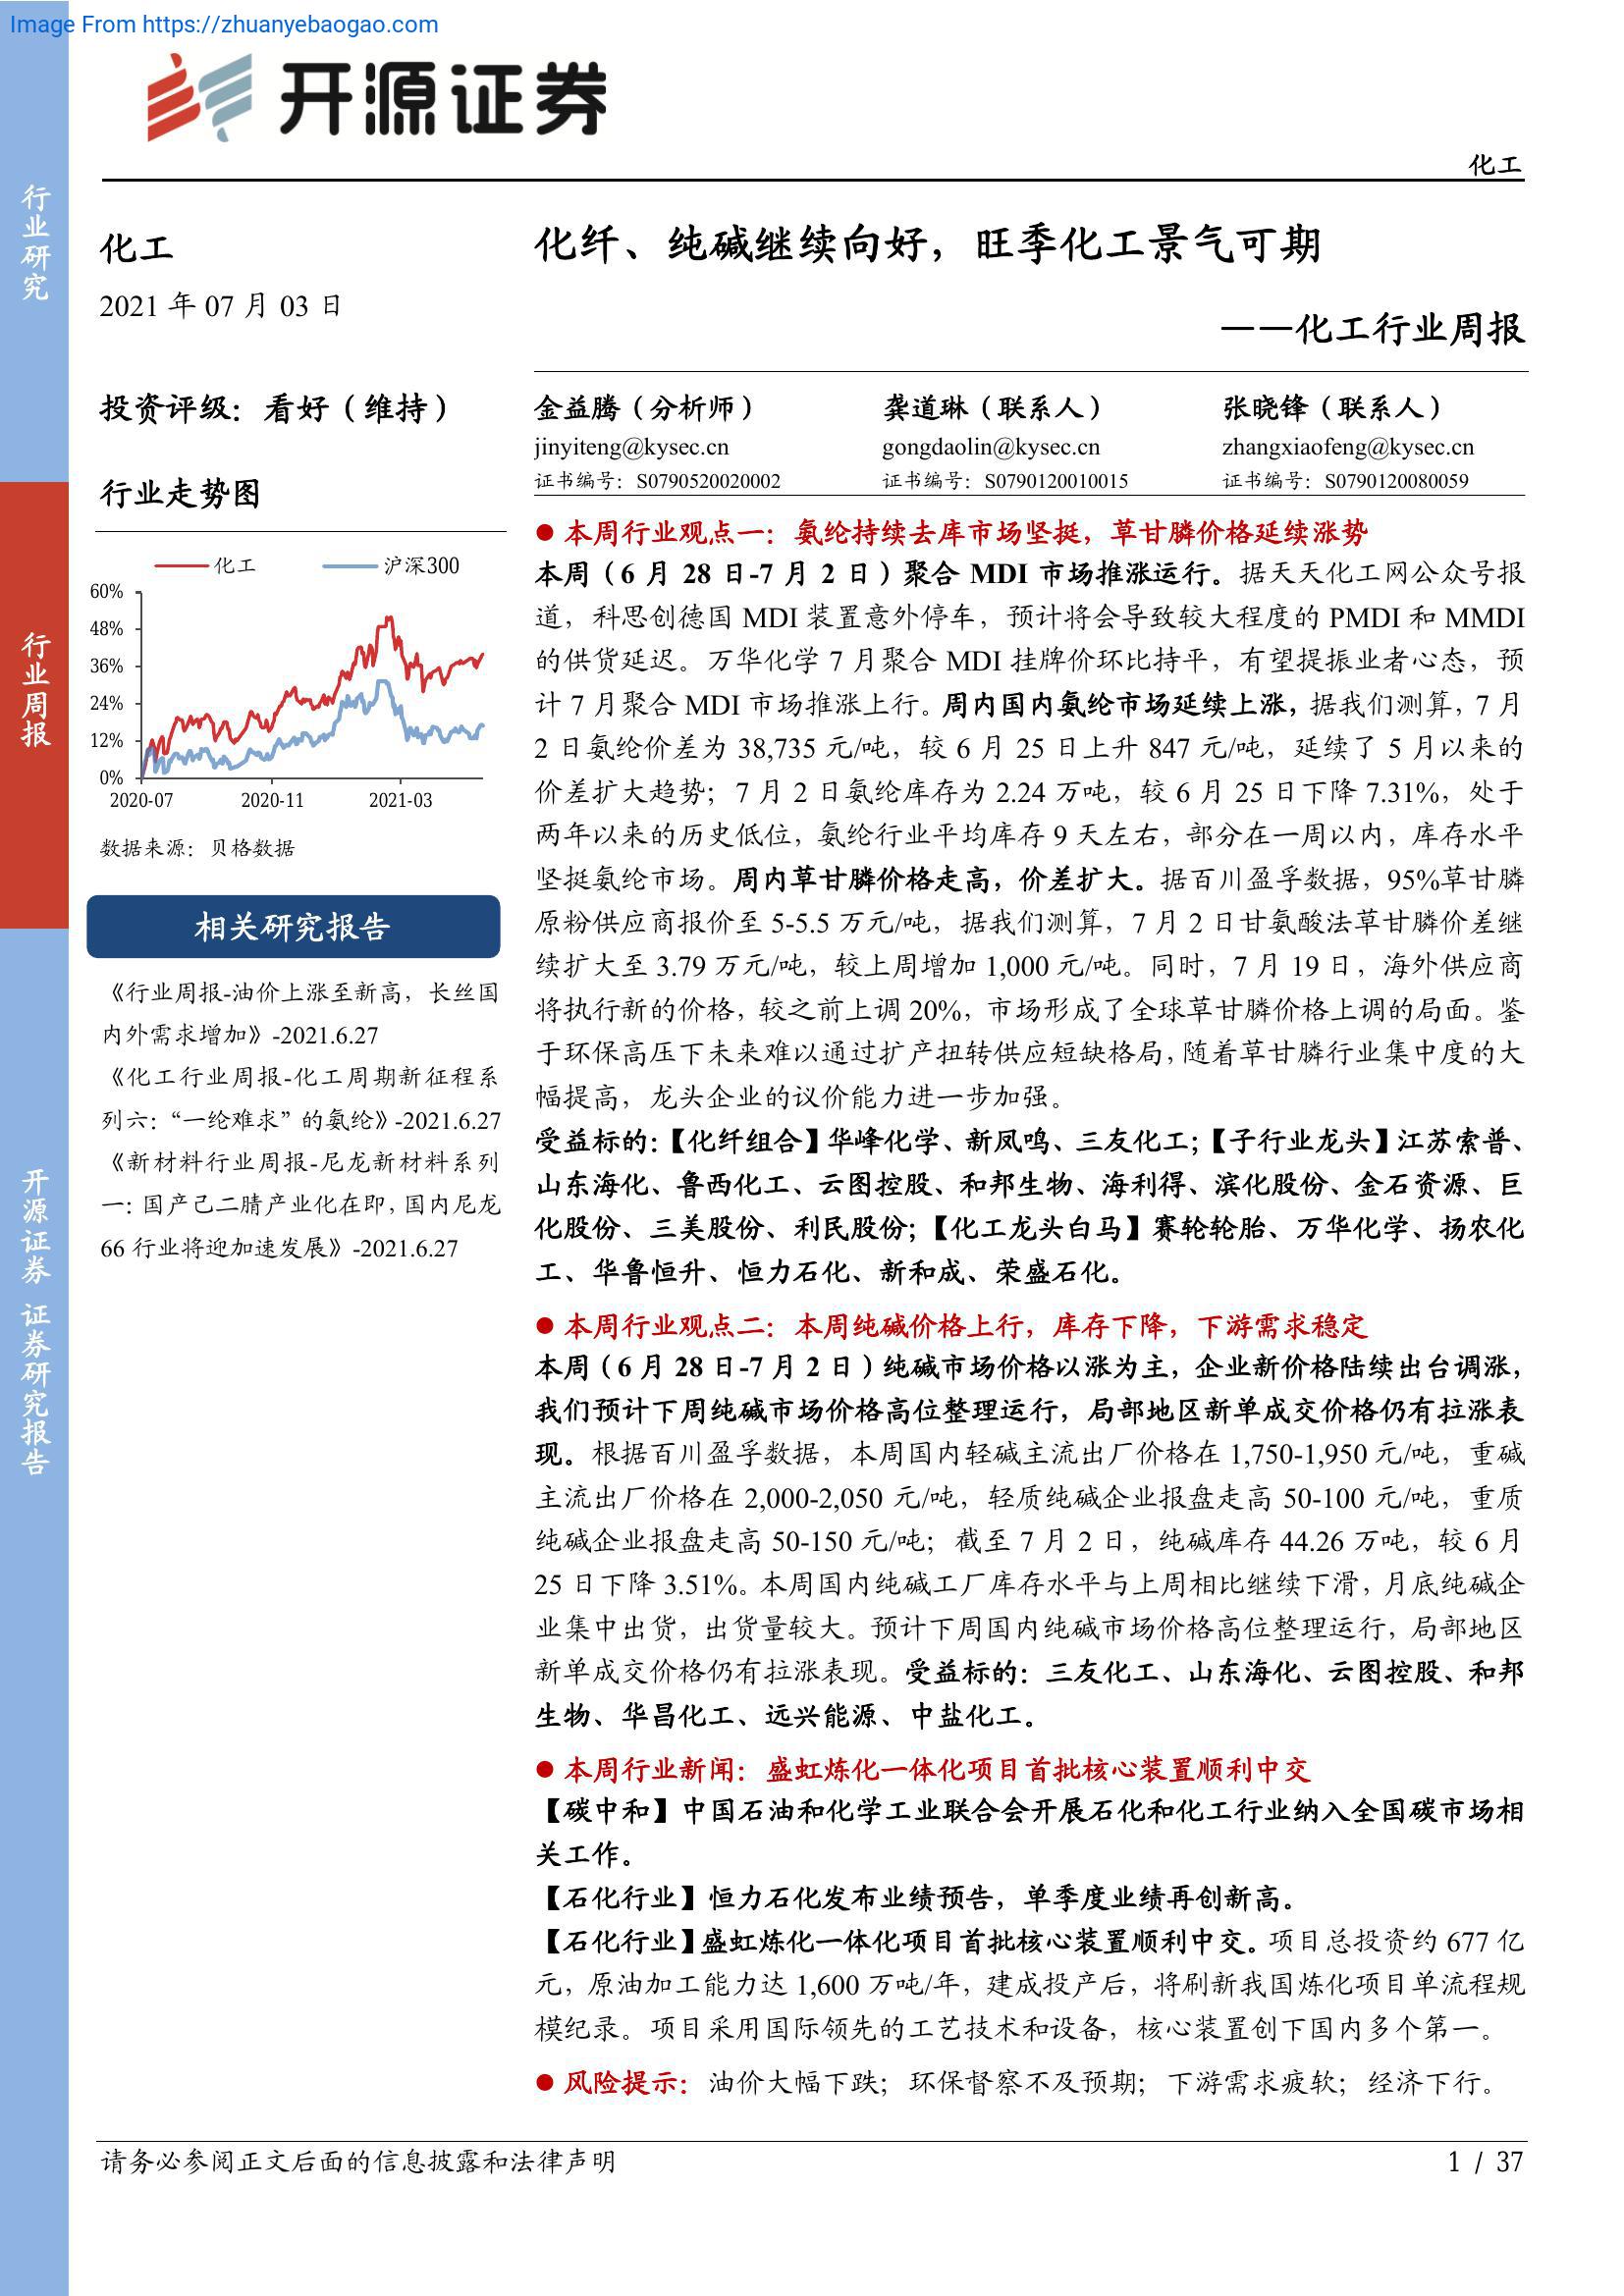 Image From https://zhuanyebaogao.com
开源证券
化工
行业研究
行业周报
开源证券 证券研究报告
化工
2021 年 07 月 03 日
投资评级：看好（维持）
行业走势图
化工 沪深300
60%
48%
36%
24%
12%
0%
2020-07 2020-11 2021-03
数据来源：贝格数据
相关研究报告
《行业周报-油价上涨至新高，长丝国
内外需求增加》-2021.6.27
《化工行业周报-化工周期新征程系
列六：“一纶难求”的氨纶》-2021.6.27
《新材料行业周报-尼龙新材料系列
一：国产己二腈产业化在即，国内尼龙
66 行业将迎加速发展》-2021.6.27
化纤、纯碱继续向好，旺季化工景气可期
——化工行业周报
金益腾（分析师） 龚道琳（联系人） 张晓锋（联系人）
jinyiteng@kysec.cn gongdaolin@kysec.cn zhangxiaofeng@kysec.cn
证书编号：S0790520020002 证书编号：S0790120010015 证书编号：S0790120080059
● 本周行业观点一：氨纶持续去库市场坚挺，草甘膦价格延续涨势
本周（6 月 28 日-7 月 2 日）聚合 MDI 市场推涨运行。据天天化工网公众号报
道，科思创德国 MDI 装置意外停车，预计将会导致较大程度的 PMDI 和 MMDI
的供货延迟。万华化学 7 月聚合 MDI 挂牌价环比持平，有望提振业者心态，预
计 7 月聚合 MDI 市场推涨上行。周内国内氨纶市场延续上涨，据我们测算，7 月
2 日氨纶价差为 38,735 元/吨，较 6 月 25 日上升 847 元/吨，延续了 5 月以来的
价差扩大趋势；7 月 2 日氨纶库存为 2.24 万吨，较 6 月 25 日下降 7.31%，处于
两年以来的历史低位，氨纶行业平均库存 9 天左右，部分在一周以内，库存水平
坚挺氨纶市场。周内草甘膦价格走高，价差扩大。据百川盈孚数据，95%草甘膦
原粉供应商报价至 5-5.5 万元/吨，据我们测算，7 月 2 日甘氨酸法草甘膦价差继
续扩大至 3.79 万元/吨，较上周增加 1,000 元/吨。同时，7 月 19 日，海外供应商
将执行新的价格，较之前上调 20%，市场形成了全球草甘膦价格上调的局面。鉴
于环保高压下未来难以通过扩产扭转供应短缺格局，随着草甘膦行业集中度的大
幅提高，龙头企业的议价能力进一步加强。
受益标的：【化纤组合】华峰化学、新凤鸣、三友化工；【子行业龙头】江苏索普、
山东海化、鲁西化工、云图控股、和邦生物、海利得、滨化股份、金石资源、巨
化股份、三美股份、利民股份；【化工龙头白马】赛轮轮胎、万华化学、扬农化
工、华鲁恒升、恒力石化、新和成、荣盛石化。
● 本周行业观点二：本周纯碱价格上行，库存下降，下游需求稳定
本周（6 月 28 日-7 月 2 日）纯碱市场价格以涨为主，企业新价格陆续出台调涨，
我们预计下周纯碱市场价格高位整理运行，局部地区新单成交价格仍有拉涨表
现。根据百川盈孚数据，本周国内轻碱主流出厂价格在 1,750-1,950 元/吨，重碱
主流出厂价格在 2,000-2,050 元/吨，轻质纯碱企业报盘走高 50-100 元/吨，重质
纯碱企业报盘走高 50-150 元/吨；截至 7 月 2 日，纯碱库存 44.26 万吨，较 6 月
25 日下降 3.51%。本周国内纯碱工厂库存水平与上周相比继续下滑，月底纯碱企
业集中出货，出货量较大。预计下周国内纯碱市场价格高位整理运行，局部地区
新单成交价格仍有拉涨表现。受益标的：三友化工、山东海化、云图控股、和邦
生物、华昌化工、远兴能源、中盐化工。
● 本周行业新闻：盛虹炼化一体化项目首批核心装置顺利中交
【碳中和】中国石油和化学工业联合会开展石化和化工行业纳入全国碳市场相
关工作。
【石化行业】恒力石化发布业绩预告，单季度业绩再创新高。
【石化行业】盛虹炼化一体化项目首批核心装置顺利中交。项目总投资约 677 亿
元，原油加工能力达 1,600 万吨/年，建成投产后，将刷新我国炼化项目单流程规
模纪录。项目采用国际领先的工艺技术和设备，核心装置创下国内多个第一。
● 风险提示：油价大幅下跌；环保督察不及预期；下游需求疲软；经济下行。
请务必参阅正文后面的信息披露和法律声明 1 / 37